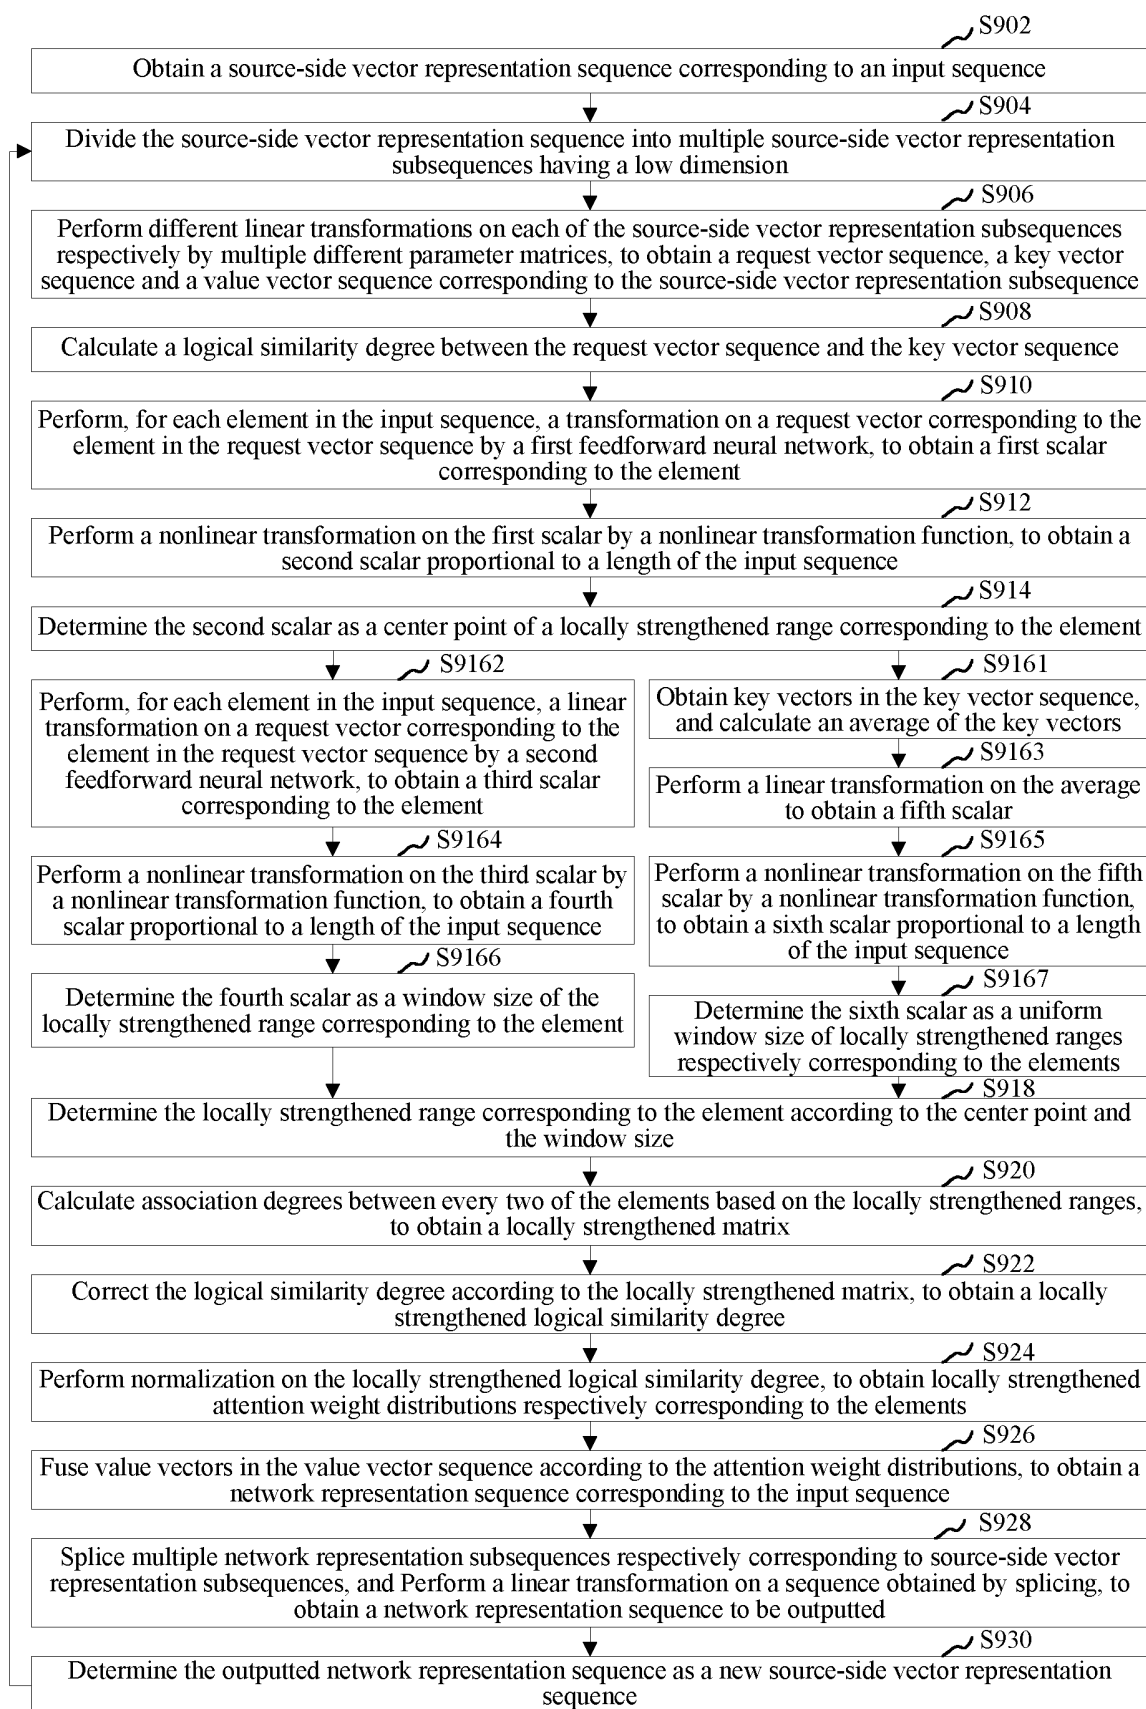 S902
Obtain a source-side vector representation sequence corresponding to an input sequence
S904
Divide the source-side vector representation sequence into multiple source-side vector representation
subsequences having a low dimension
S906
Perform different linear transformations on each of the source-side vector representation subsequences
respectively by multiple different parameter matrices, to obtain a request vector sequence, a key vector
sequence and a value vector sequence corresponding to the source-side vector representation subsequence
S908
Calculate a logical similarity degree between the request vector sequence and the key vector sequence
S910
Perform, for each element in the input sequence, a transformation on a request vector corresponding to the
element in the request vector sequence by a first feedforward neural network, to obtain a first scalar
corresponding to the element
S912
Perform a nonlinear transformation on the first scalar by a nonlinear transformation function, to obtain a
second scalar proportional to a length of the input sequence
S914
Determine the second scalar as a center point of a locally strengthened range corresponding to the element
S9162
Perform, for each element in the input sequence, a linear
transformation on a request vector corresponding to the
element in the request vector sequence by a second
feedforward neural network, to obtain a third scalar
corresponding to the element
S9164
Perform a nonlinear transformation on the third scalar by
a nonlinear transformation function, to obtain a fourth
scalar proportional to a length of the input sequence
S9166
Determine the fourth scalar as a window size of the
locally strengthened range corresponding to the element
S9161
Obtain key vectors in the key vector sequence,
and calculate an average of the key vectors
S9163
Perform a linear transformation on the average
to obtain a fifth scalar
S9165
Perform a nonlinear transformation on the fifth
scalar by a nonlinear transformation function,
to obtain a sixth scalar proportional to a length
of the input sequence
S9167
Determine the sixth scalar as a uniform
window size of locally strengthened ranges
respectively corresponding to the elements
S918
Determine the locally strengthened range corresponding to the element according to the center point and
the window size
S920
Calculate association degrees between every two of the elements based on the locally strengthened ranges,
to obtain a locally strengthened matrix
S922
Correct the logical similarity degree according to the locally strengthened matrix, to obtain a locally
strengthened logical similarity degree
S924
Perform normalization on the locally strengthened logical similarity degree, to obtain locally strengthened
attention weight distributions respectively corresponding to the elements
S926
Fuse value vectors in the value vector sequence according to the attention weight distributions, to obtain a
network representation sequence corresponding to the input sequence
S928
Splice multiple network representation subsequences respectively corresponding to source-side vector
representation subsequences, and Perform a linear transformation on a sequence obtained by splicing, to
obtain a network representation sequence to be outputted
S930
Determine the outputted network representation sequence as a new source-side vector representation
sequence